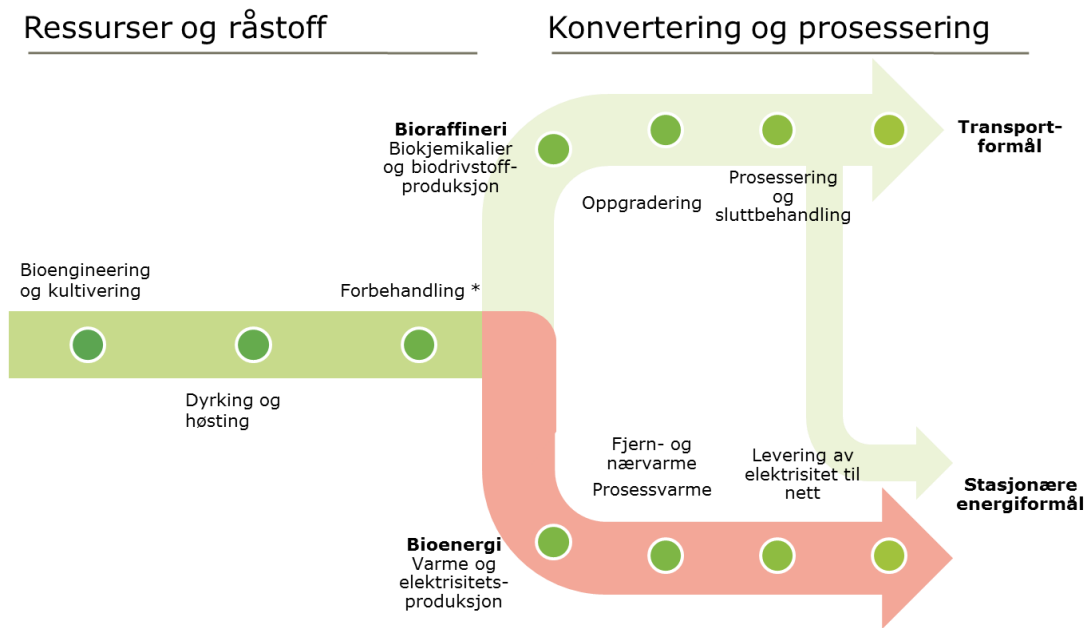 Ressurser og råstoff
Konvertering og prosessering
Bioraffineri
Biokjemikalier
og biodrivstoff-
produksjon
Oppgradering
Prosessering
og
sluttbehandling
Transport-
formål
Bioengineering
og kultivering
Forbehandling *
Dyrking og
høsting
Fjern- og
nærvarme
Prosessvarme
Levering av
elektrisitet til
nett
Stasjonære
energiformål
Bioenergi
Varme og
elektrisitets-
produksjon